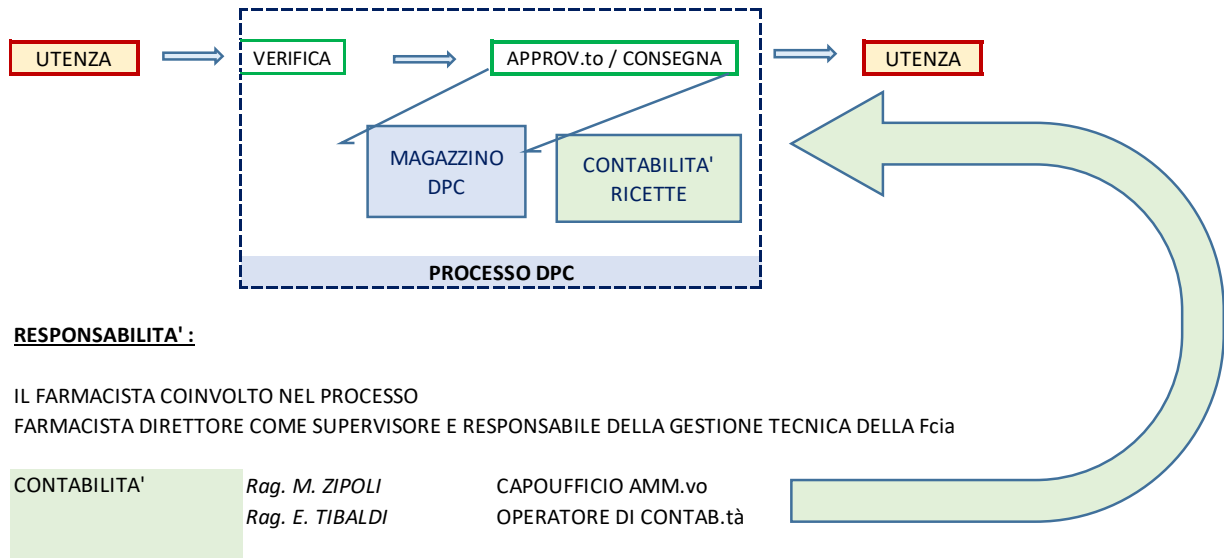 UTENZA
VERIFICA
APPROV.to / CONSEGNA
UTENZA
MAGAZZINO
DPC
CONTABILITA'
RICETTE
PROCESSO DPC
RESPONSABILITA' :
IL FARMACISTA COINVOLTO NEL PROCESSO
FARMACISTA DIRETTORE COME SUPERVISORE E RESPONSABILE DELLA GESTIONE TECNICA DELLA Fcia
CONTABILITA' Rag. M. ZIPOLI CAPOUFFICIO AMM.vo
Rag. E. TIBALDI OPERATORE DI CONTAB.tà